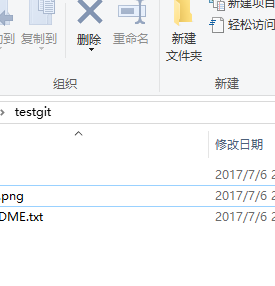 新建项目
轻松访问
动到 复制到 删除 重命名 新建
文件夹
组织 新建
testgit
修改日期
2017/7/6 2
.png 2017/7/6 2
DME.txt 2017/7/6 2